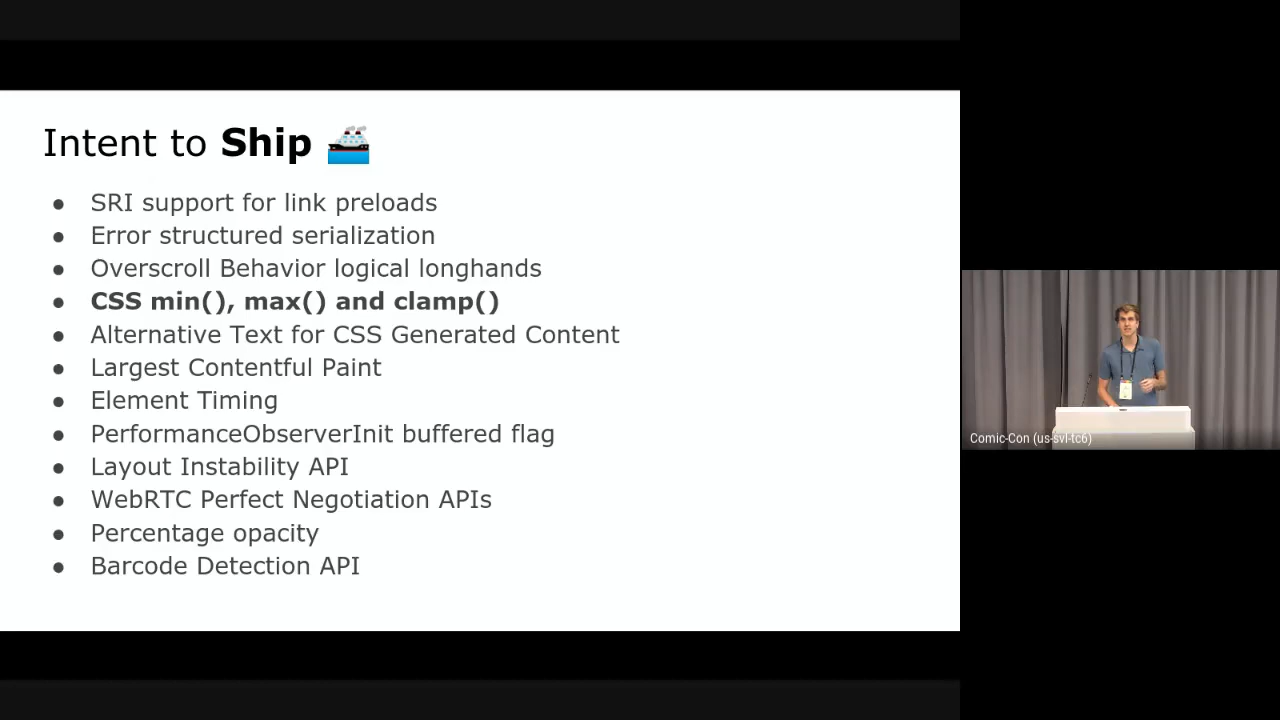 Intent to Ship 🛳
SRI support for link preloads
Error structured serialization
Overscroll Behavior logical longhands
CSS min(), max() and clamp()
Alternative Text for CSS Generated Content
Largest Contentful Paint
Element Timing
PerformanceObserverInit buffered flag
Layout Instability API
WebRTC Perfect Negotiation APIs
Percentage opacity
Barcode Detection API
Comic-Con (us-svl-tc6)